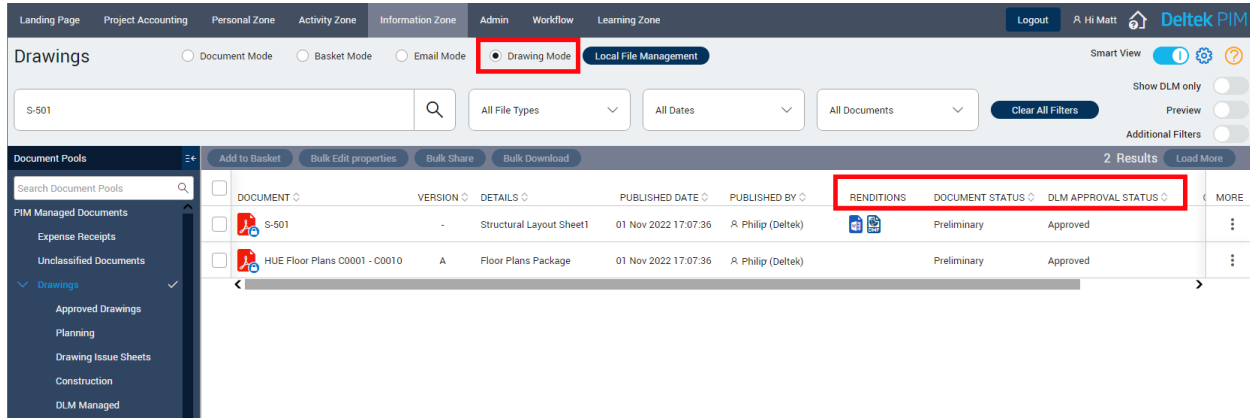 Landing Page Project Accounting Personal Zone Activity Zone Information Zone Admin Workflow Learning Zone Logout Hi Matt Deltek PIM
Drawings Document Mode Basket Mode Email Mode Drawing Mode Local File Management Smart View
Show DLM only
S-501 All File Types All Dates All Documents Clear All Filters Preview
Additional Filters
Document Pools Add to Basket Bulk Edit properties Bulk Share Bulk Download 2 Results Load More
Search Document Pools
DOCUMENT VERSION DETAILS PUBLISHED DATE PUBLISHED BY RENDITIONS DOCUMENT STATUS DLM APPROVAL STATUS MORE
PIM Managed Documents
S-501 - Structural Layout Sheet1 01 Nov 2022 17:07:36 Philip (Deltek) Preliminary Approved
Expense Receipts
Unclassified Documents
HUE Floor Plans C0001 - C0010 A Floor Plans Package 01 Nov 2022 17:07:36 Philip (Deltek) Preliminary Approved
Drawings
Approved Drawings
Planning
Drawing Issue Sheets
Construction
DLM Managed